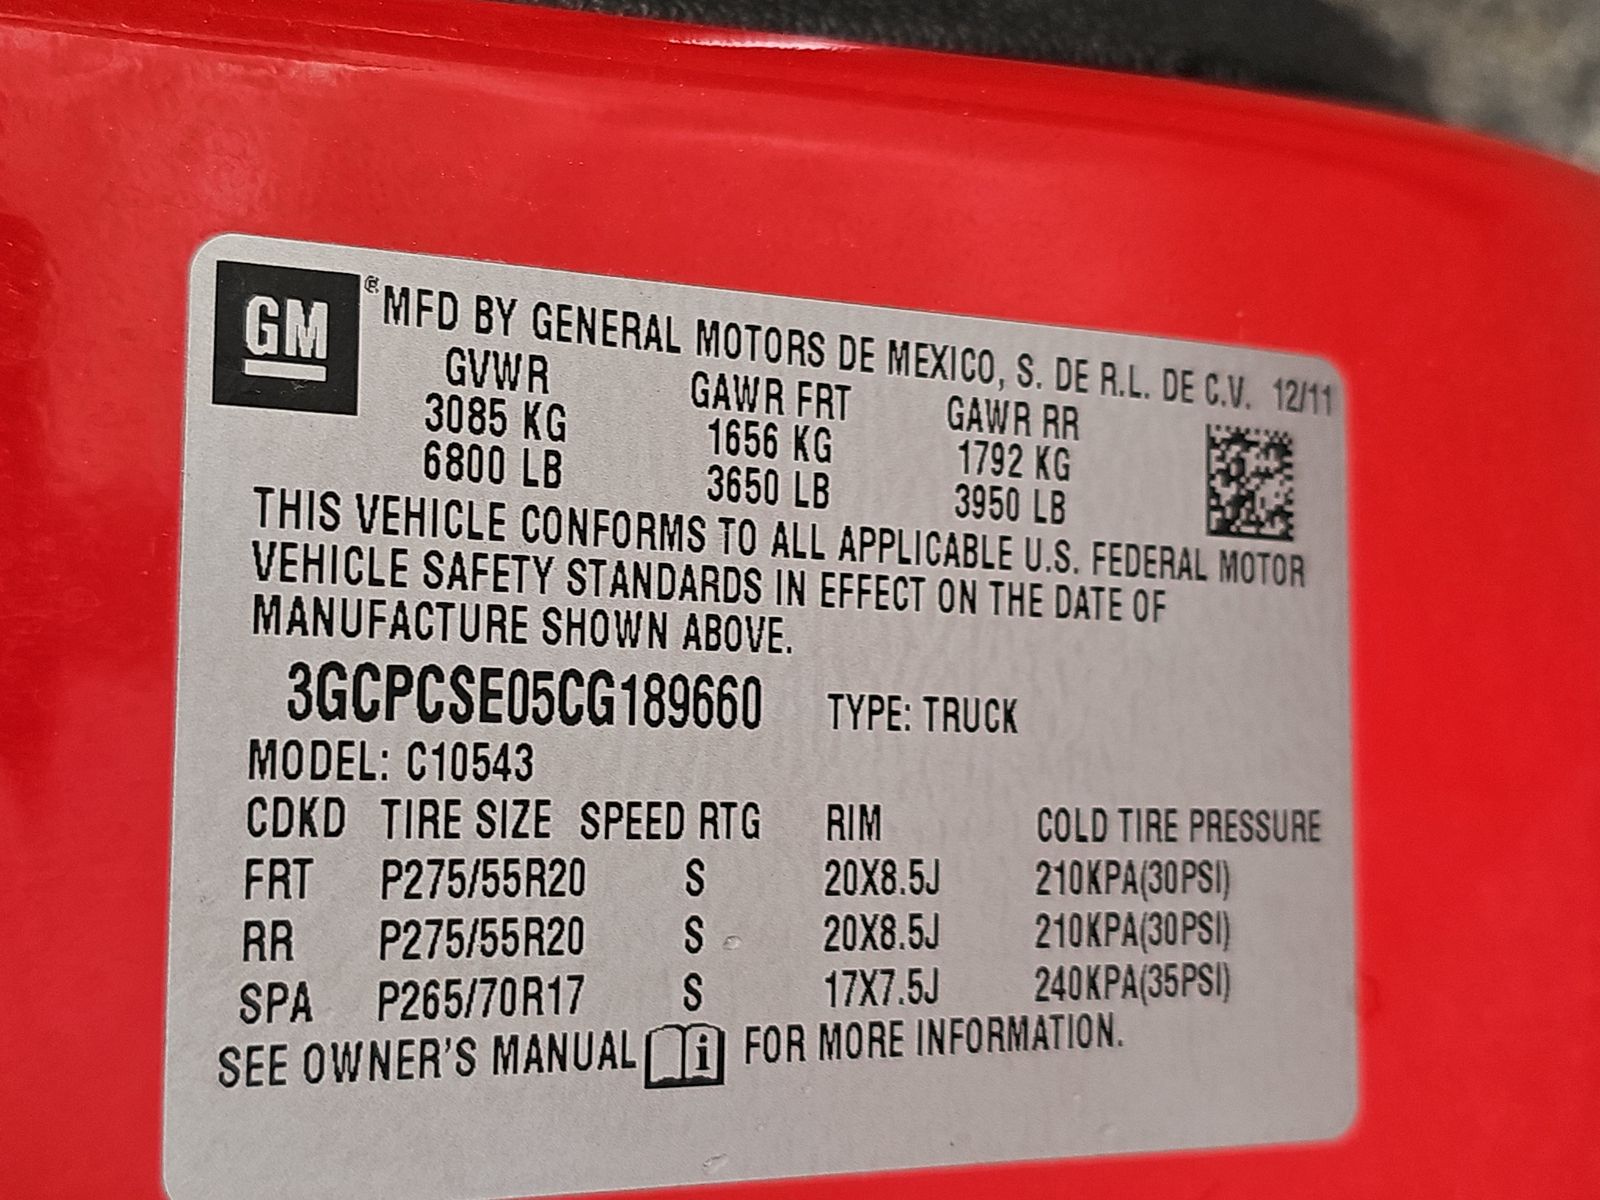 GM
® MFD BY GENERAL MOTORS DE MEXICO, S. DE R.L. DE C.V. 12/11
GVWR GAWR FRT GAWR RR
3085 KG 1656 KG 1792 KG
6800 LB 3650 LB 3950 LB
THIS VEHICLE CONFORMS TO ALL APPLICABLE U.S. FEDERAL MOTOR
VEHICLE SAFETY STANDARDS IN EFFECT ON THE DATE OF
MANUFACTURE SHOWN ABOVE.
3GCPCSE05CG189660 TYPE: TRUCK
MODEL: C10543
CDKD TIRE SIZE SPEED RTG RIM COLD TIRE PRESSURE
FRT P275/55R20 S 20X8.5J 210KPA(30PSI)
RR P275/55R20 S 20X8.5J 210KPA(30PSI)
SPA P265/70R17 S 17X7.5J 240KPA(35PSI)
SEE OWNER'S MANUAL i FOR MORE INFORMATION.